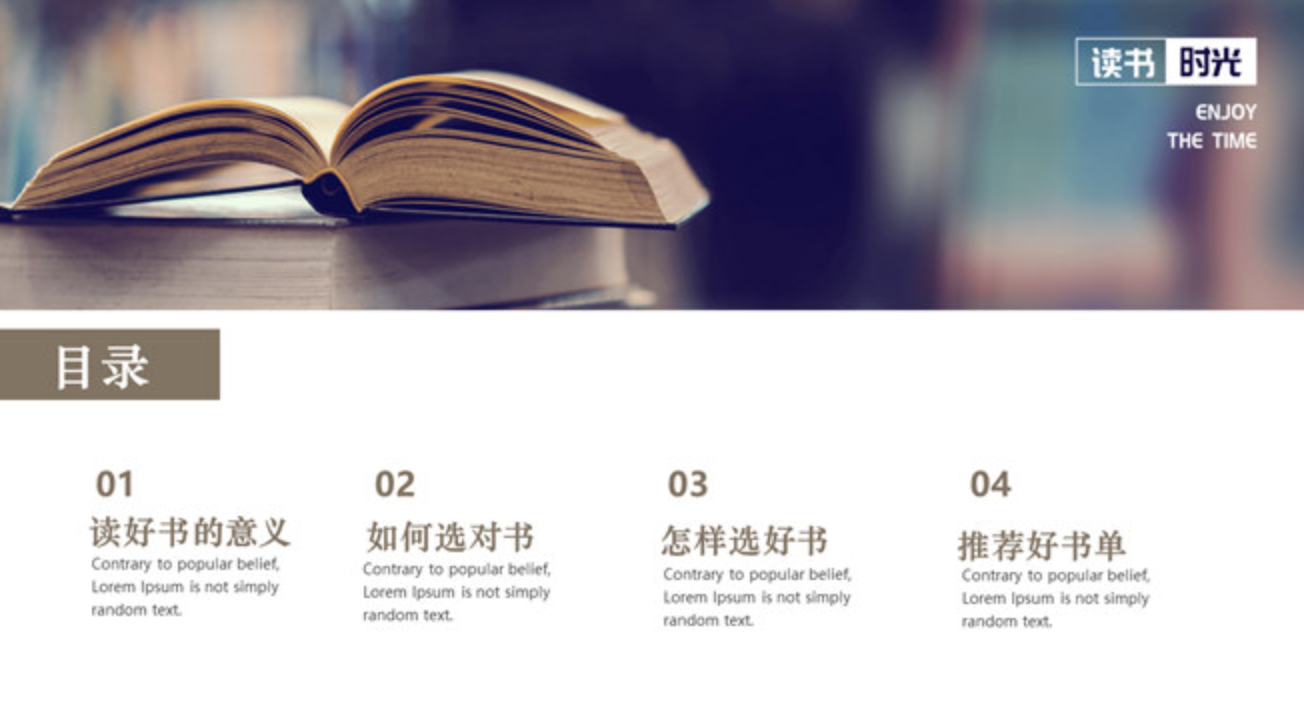 读书 时光
ENJOY
THE TIME
目录
01
读好书的意义
Contrary to popular belief,
Lorem Ipsum is not simply
random text.
02
如何选对书
Contrary to popular belief,
Lorem Ipsum is not simply
random text.
03
怎样选好书
Contrary to popular belief,
Lorem Ipsum is not simply
random text.
04
推荐好书单
Contrary to popular belief,
Lorem Ipsum is not simply
random text.